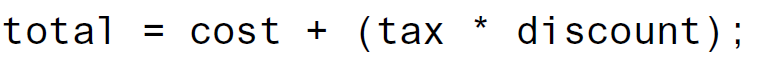 total = cost + (tax * discount);